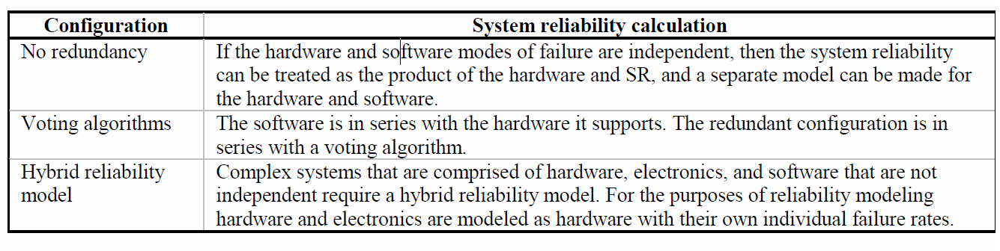 Configuration System reliability calculation
No redundancy If the hardware and software modes of failure are independent, then the system reliability
can be treated as the product of the hardware and SR, and a separate model can be made for
the hardware and software.
Voting algorithms The software is in series with the hardware it supports. The redundant configuration is in
series with a voting algorithm.
Hybrid reliability Complex systems that are comprised of hardware, electronics, and software that are not
model independent require a hybrid reliability model. For the purposes of reliability modeling
hardware and electronics are modeled as hardware with their own individual failure rates.